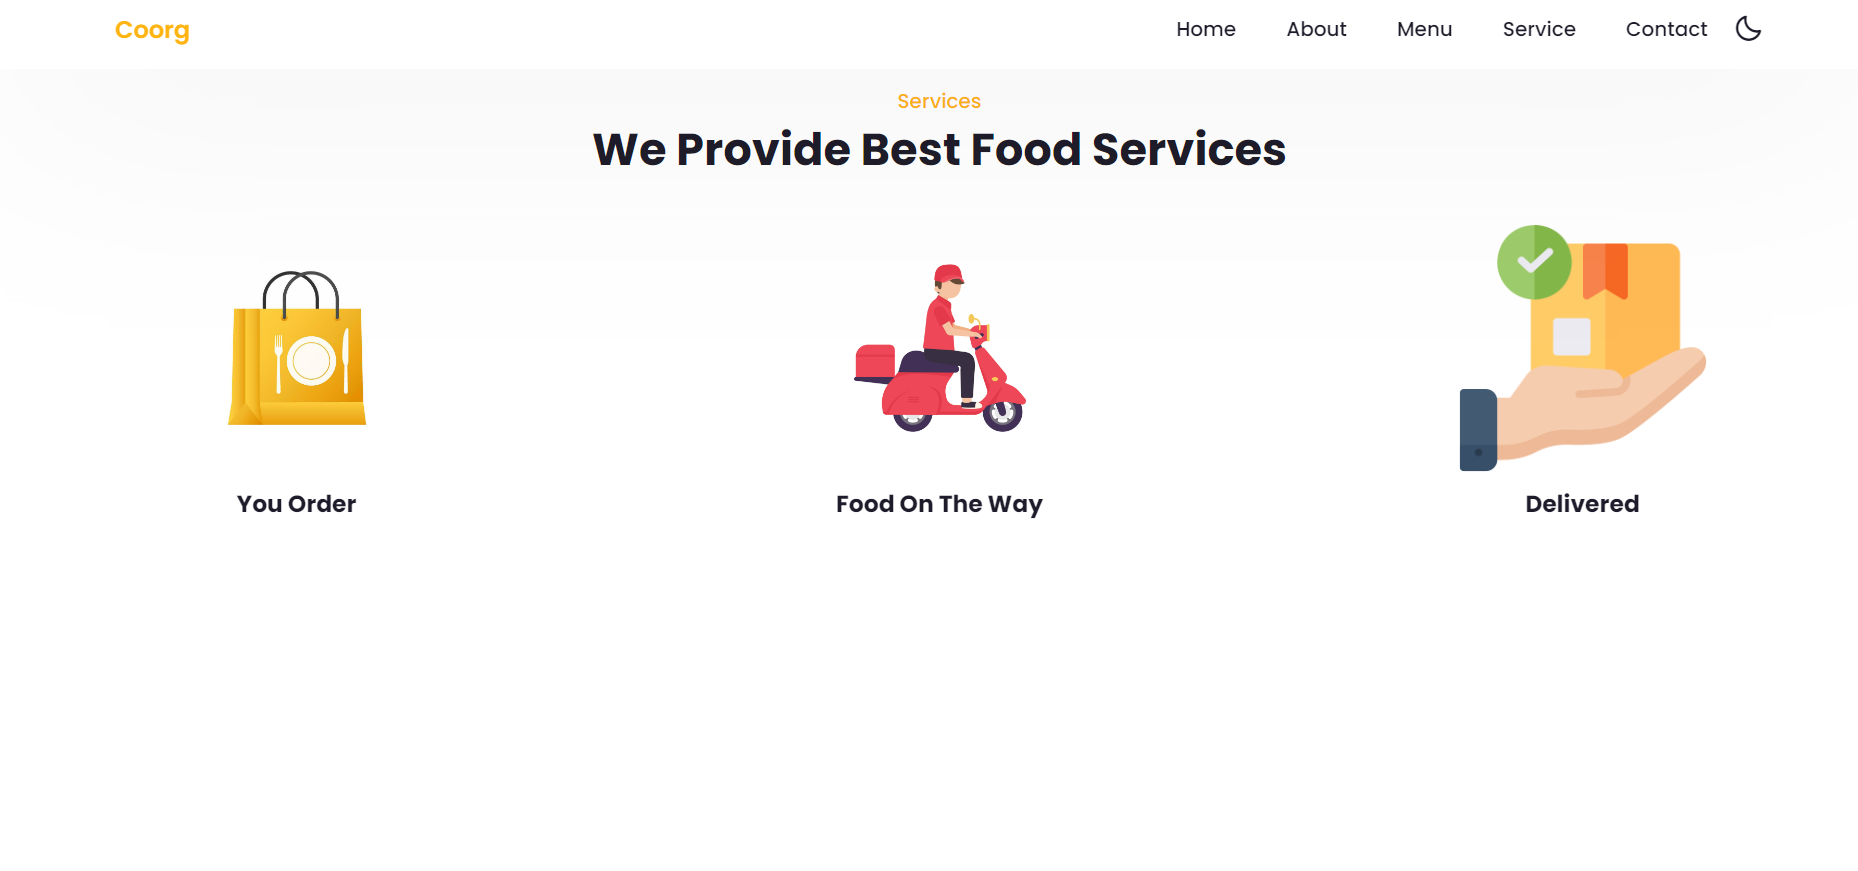 Coorg Home About Menu Service Contact
Services
We Provide Best Food Services
You Order Food On The Way Delivered